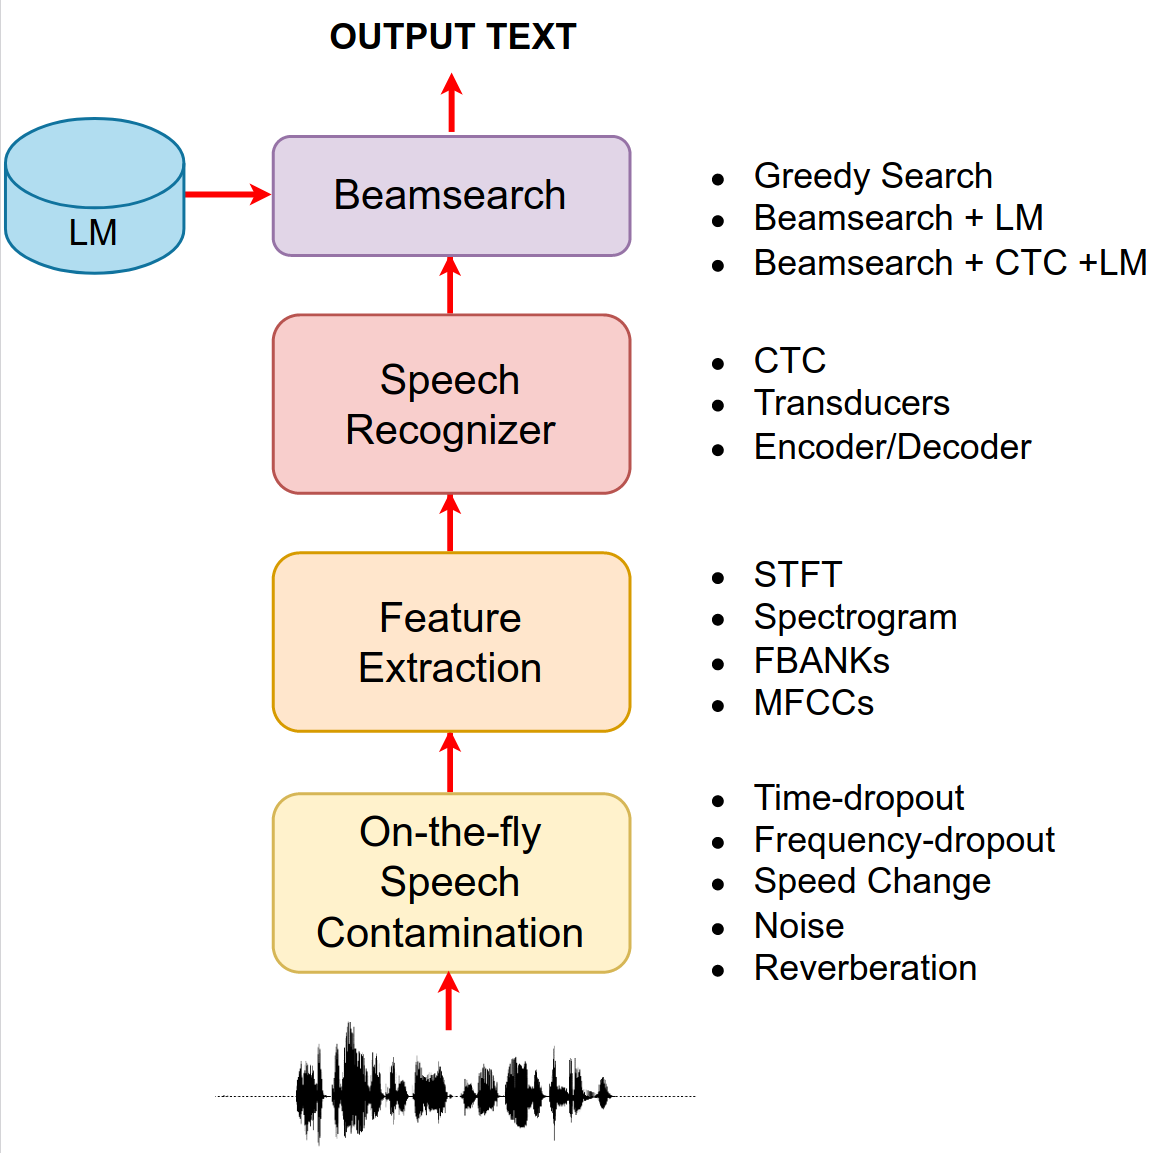 OUTPUT TEXT
LM
Beamsearch
• Greedy Search
• Beamsearch + LM
• Beamsearch + CTC +LM
Speech
Recognizer
• CTC
• Transducers
• Encoder/Decoder
Feature
Extraction
• STFT
• Spectrogram
• FBANKs
• MFCCs
On-the-fly
Speech
Contamination
• Time-dropout
• Frequency-dropout
• Speed Change
• Noise
• Reverberation